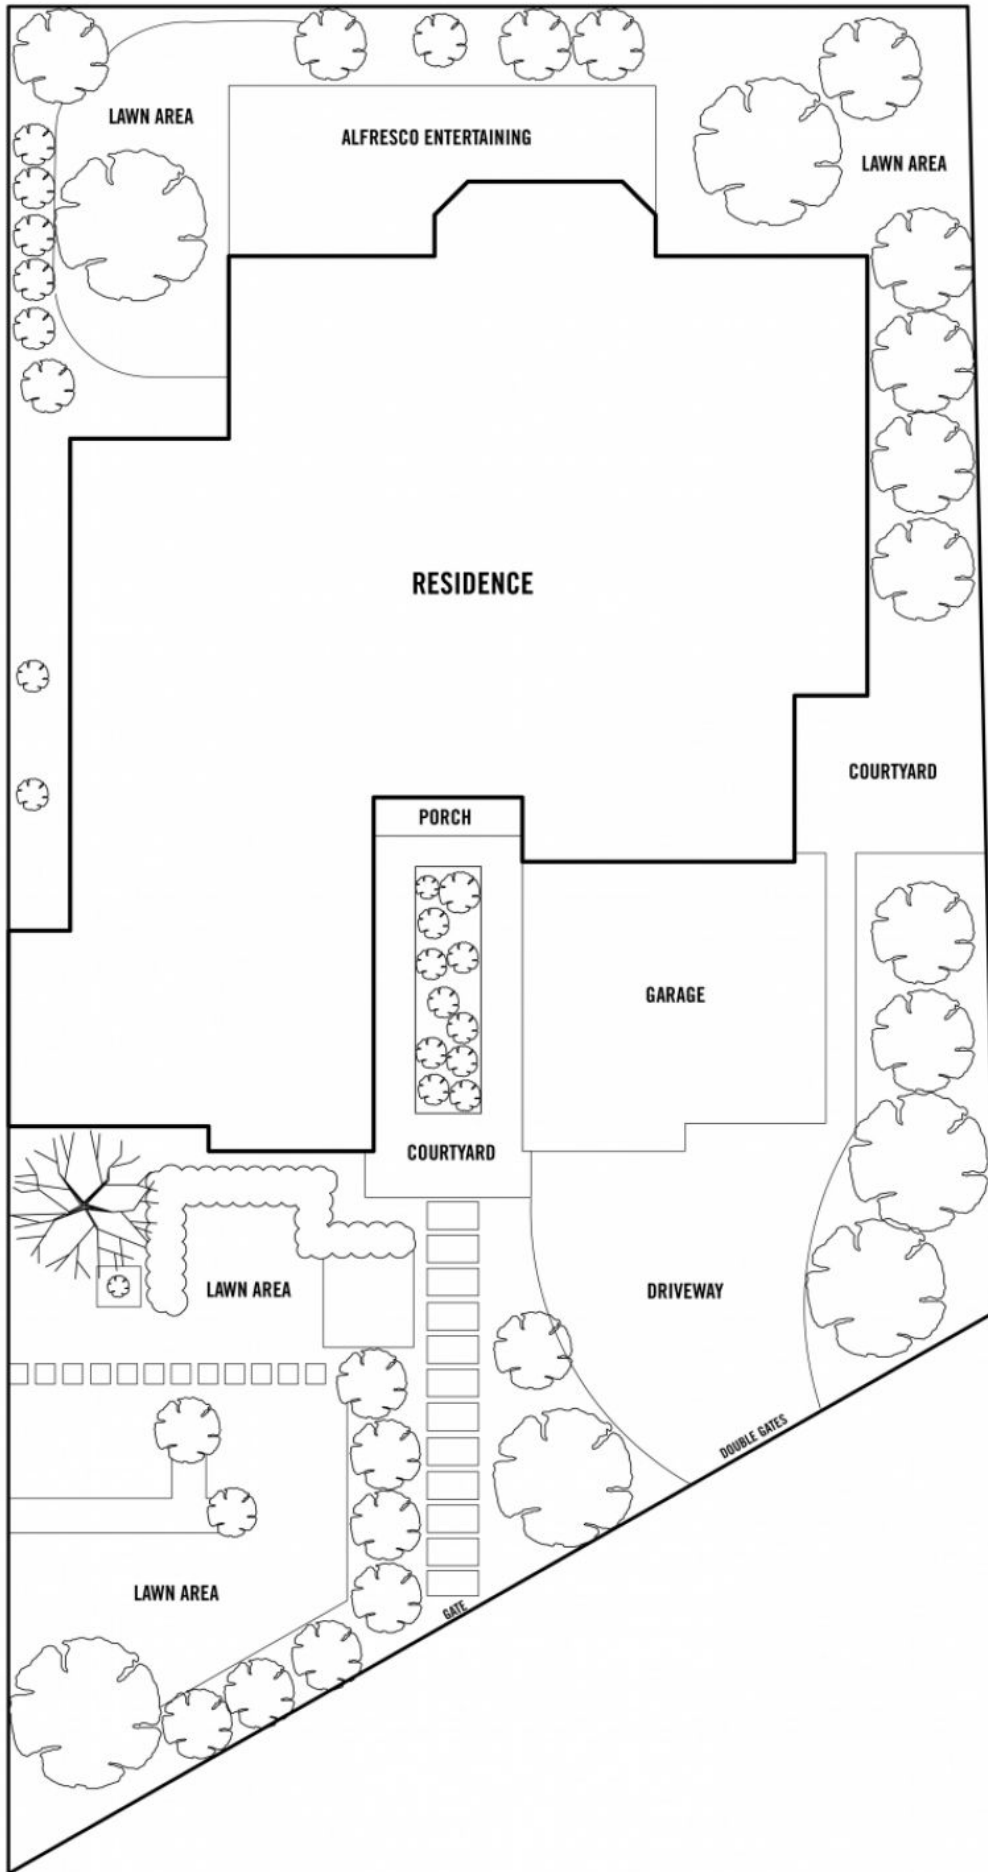 LAWN AREA
ALFRESCO ENTERTAINING
LAWN AREA
RESIDENCE
COURTYARD
PORCH
GARAGE
COURTYARD
LAWN AREA
DRIVEWAY
DOUBLE GATES
LAWN AREA
GATE